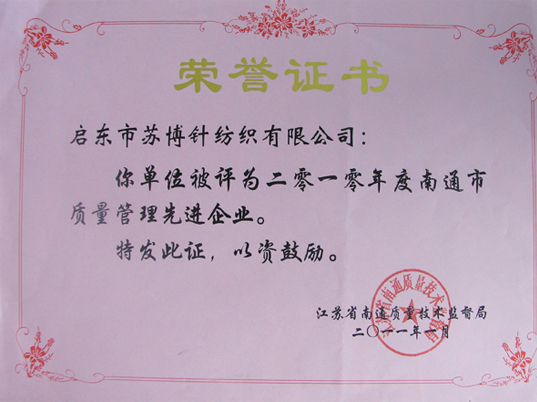 荣誉证书
启东市苏博针纺织有限公司：
你单位被评为二零一零年度南通市
质量管理先进企业。
特发此证，以资鼓励。
江苏省南通质量技术监督局
二〇一一年一月